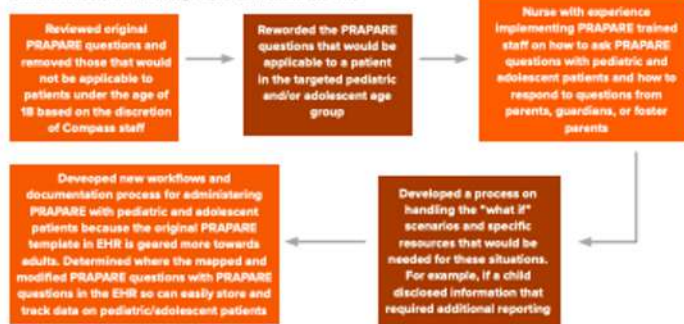 Reviewed original
PRAPARE questions and
removed those that would
not be applicable to
patients under the age of
18 based on the discretion
of Compass staff
Reworded the PRAPARE
questions that would be
applicable to a patient
in the targeted pediatric
and/or adolescent age
group
Nurse with experience
implementing PRAPARE trained
staff on how to ask PRAPARE
questions with pediatric and
adolescent patients and how to
respond to questions from
parents, guardians, or foster
parents
Developed a process on
handling the "what if"
scenarios and specific
resources that would be
needed for these situations.
For example, if a child
disclosed information that
required additional reporting
Deveoped new workflows and
documentation process for administering
PRAPARE with pediatric and adolescent
patients because the original PRAPARE
template in EHR is geared more towards
adults. Determined where the mapped and
modified PRAPARE questions with PRAPARE
questions in the EHR so can easily store and
track data on pediatric/adolescent patients